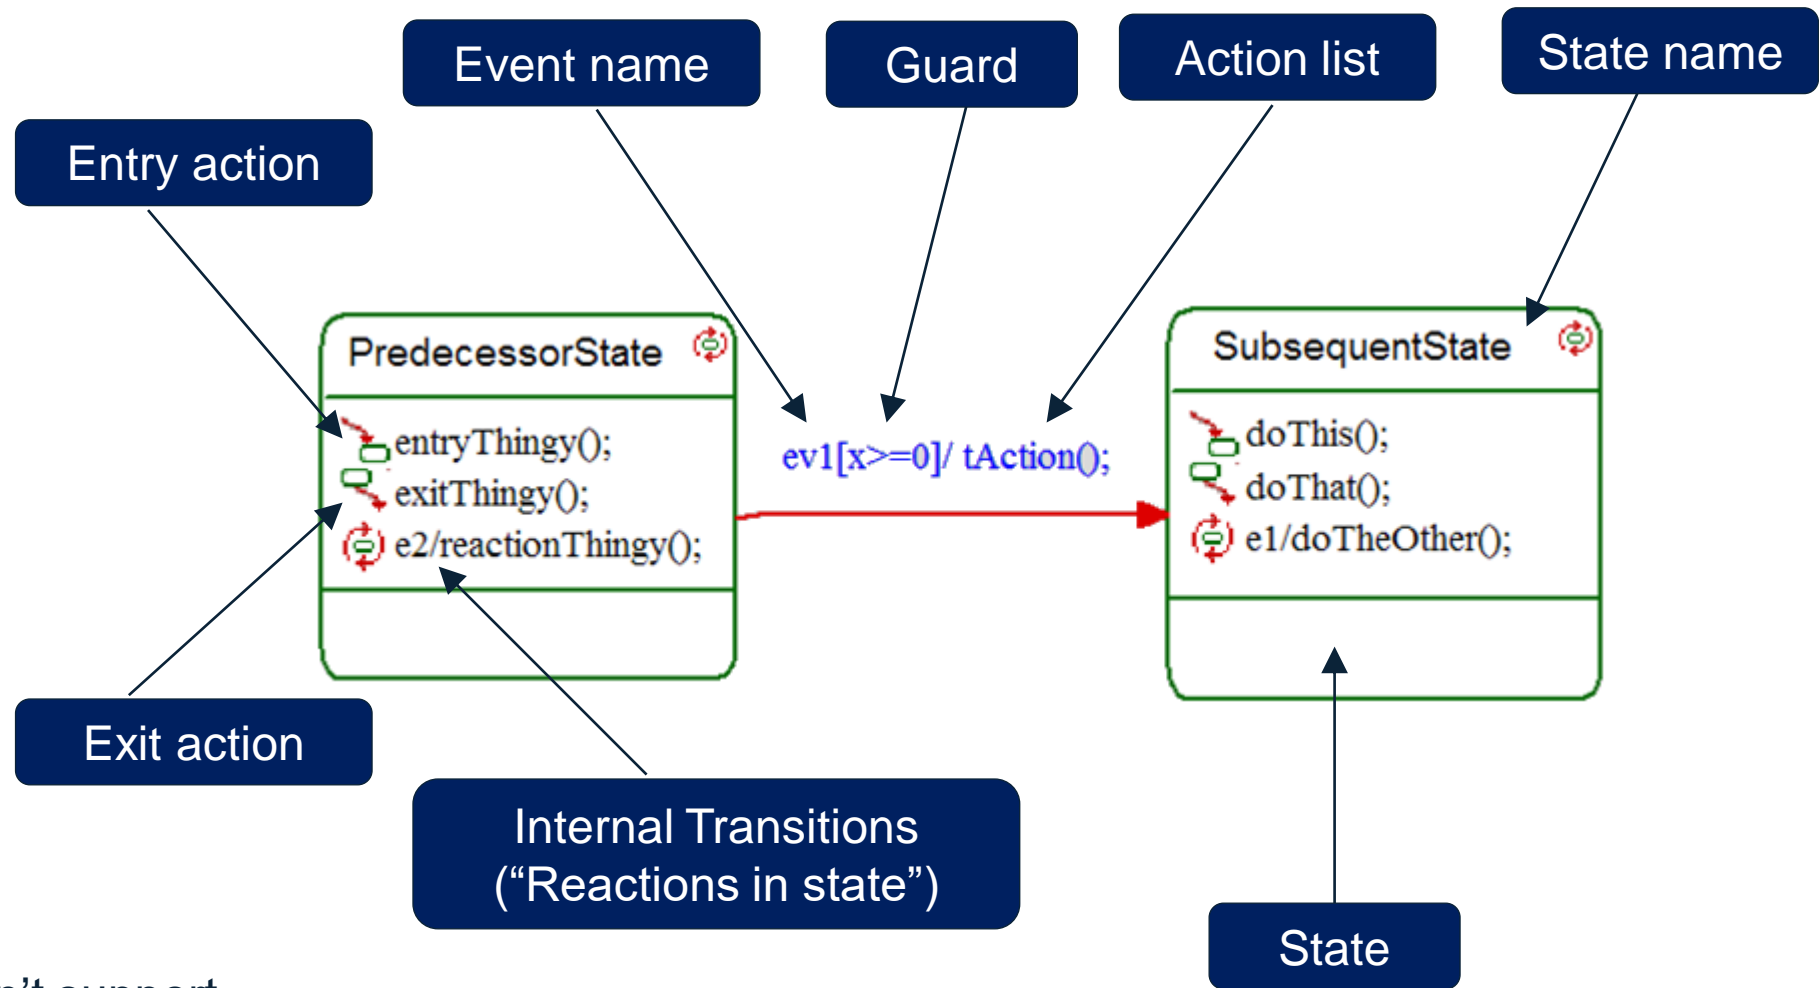 Event name
Guard
Action list
State name
Entry action
PredecessorState
entryThingy();
exitThingy();
e2/reactionThingy();
ev1[x>=0]/ tAction();
SubsequentState
doThis();
doThat();
e1/doTheOther();
Exit action
Internal Transitions
(“Reactions in state”)
State
support